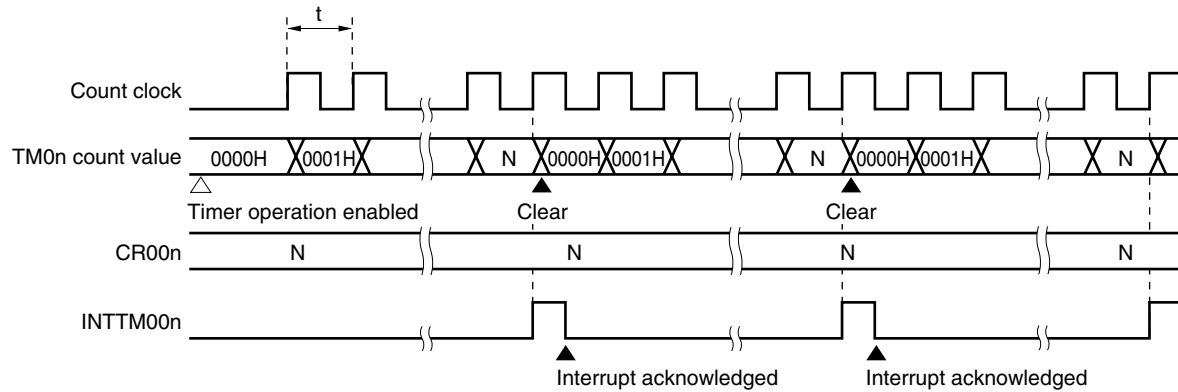 t
Count clock
TM0n count value 0000H 0001H N 0000H 0001H N 0000H 0001H N
Timer operation enabled Clear Clear
CR00n N N N N
INTTM00n
Interrupt acknowledged Interrupt acknowledged